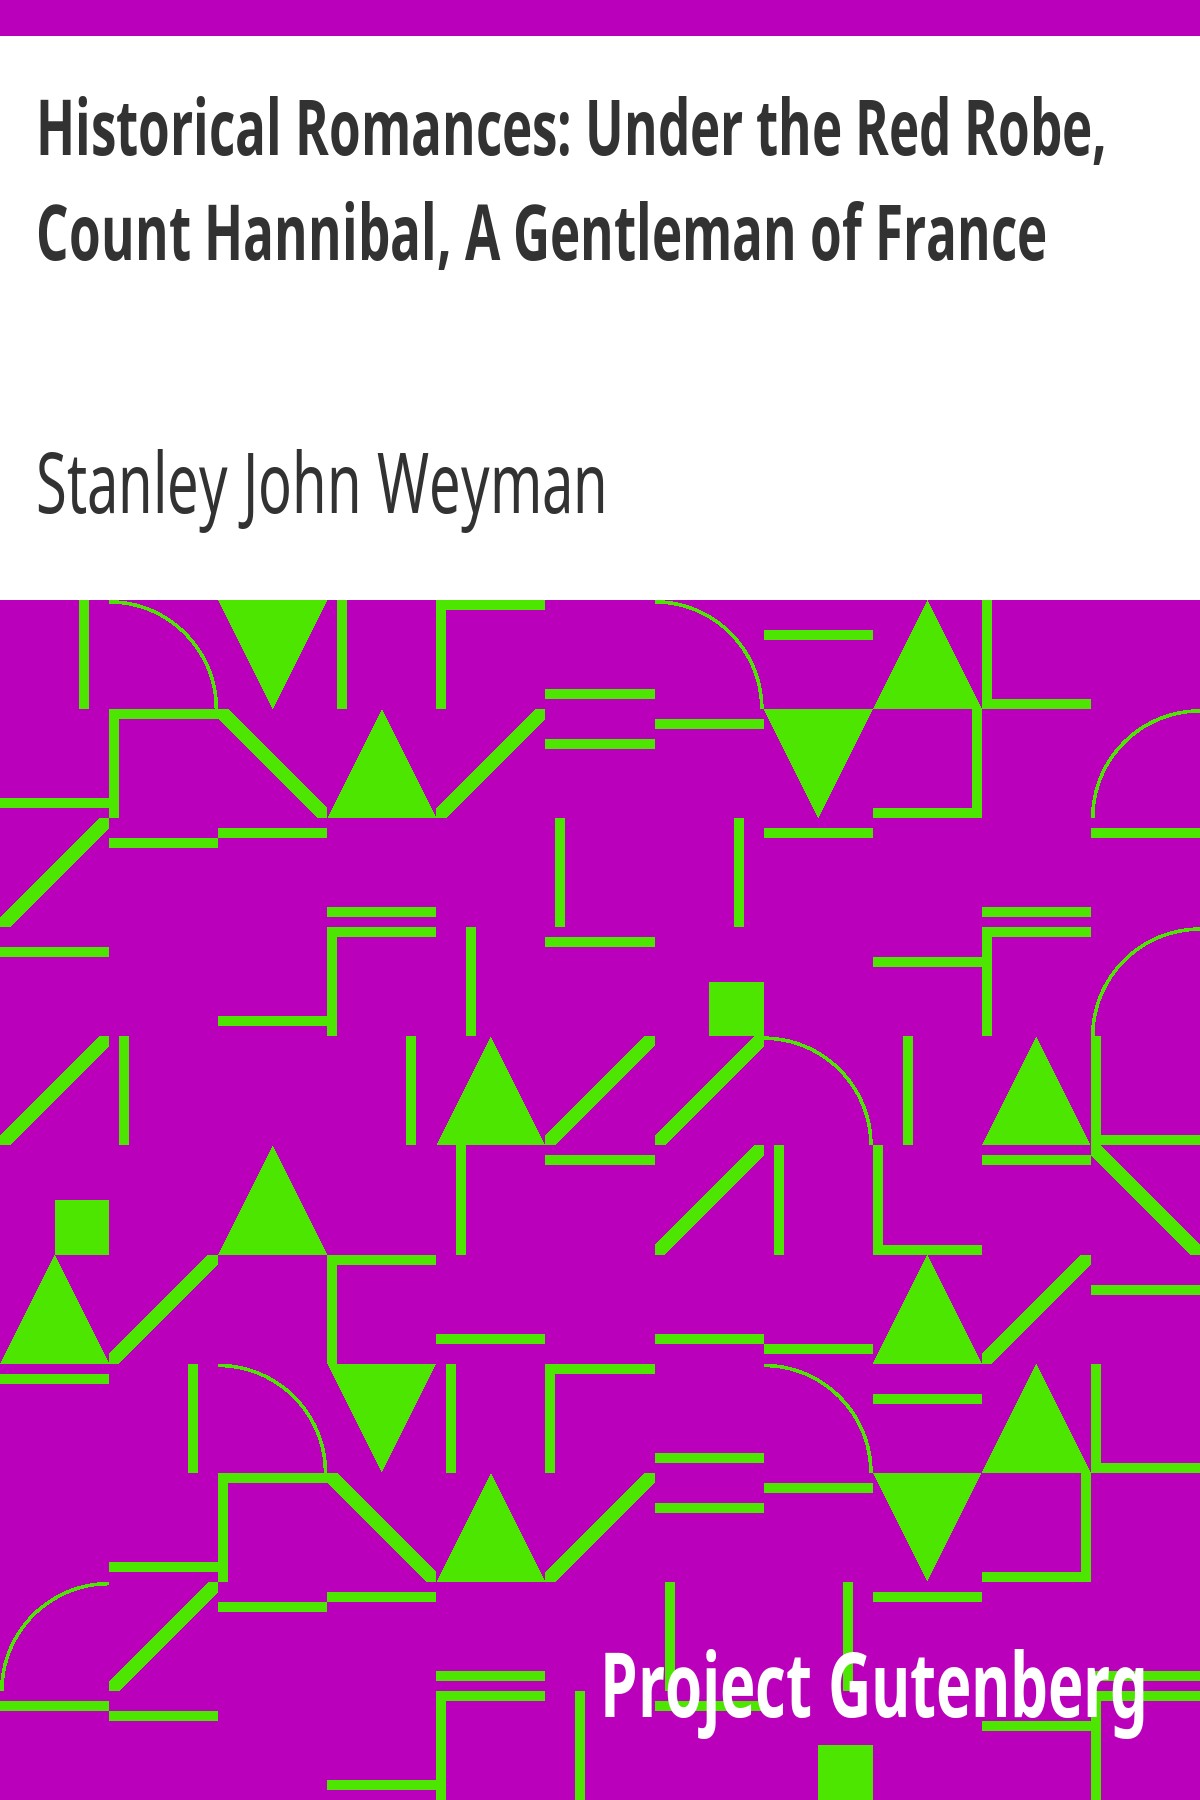 Historical Romances: Under the Red Robe,
Count Hannibal, A Gentleman of France
Stanley John Weyman
Project Gutenberg